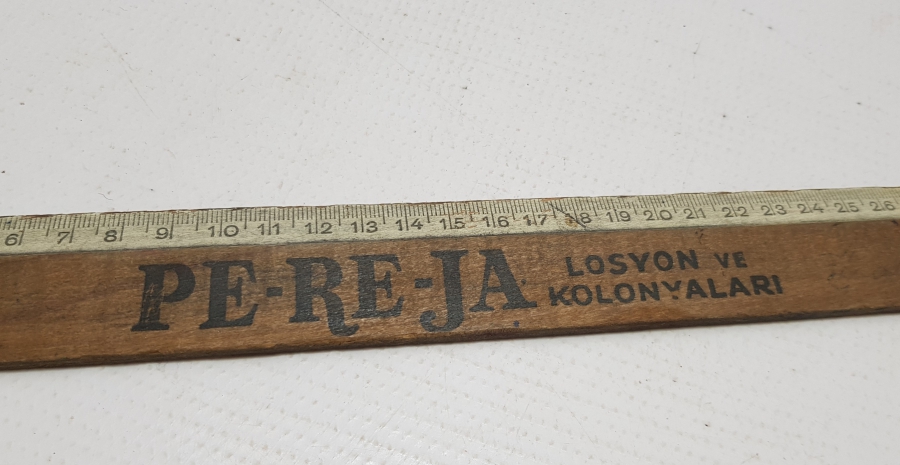 6 7 8 9 10 11 12 13 14 15 16 17 18 19 20 21 22 23 24 25 26
PE-RE-JA LOSYON VE
KOLONYALARI